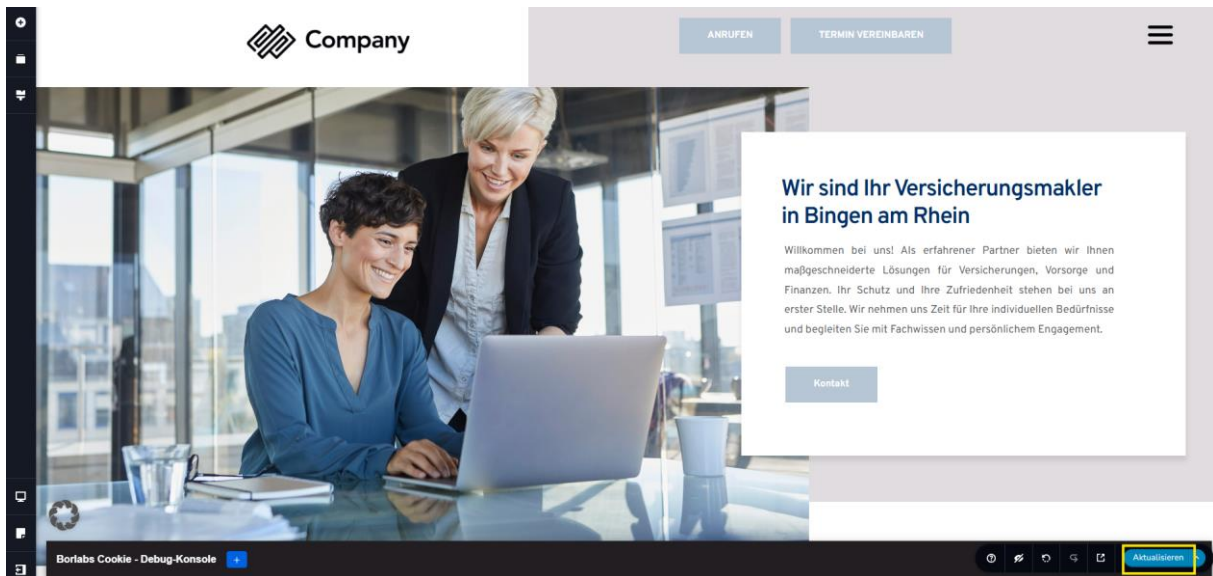 Company
ANRUFEN
TERMIN VEREINBAREN
Wir sind Ihr Versicherungsmakler
in Bingen am Rhein
Willkommen bei uns! Als erfahrener Partner bieten wir Ihnen
maßgeschneiderte Lösungen für Versicherungen, Vorsorge und
Finanzen. Ihr Schutz und Ihre Zufriedenheit stehen bei uns an
erster Stelle. Wir nehmen uns Zeit für Ihre individuellen Bedürfnisse
und begleiten Sie mit Fachwissen und persönlichem Engagement.
Kontakt
Borlabs Cookie - Debug-Konsole
Aktualisieren